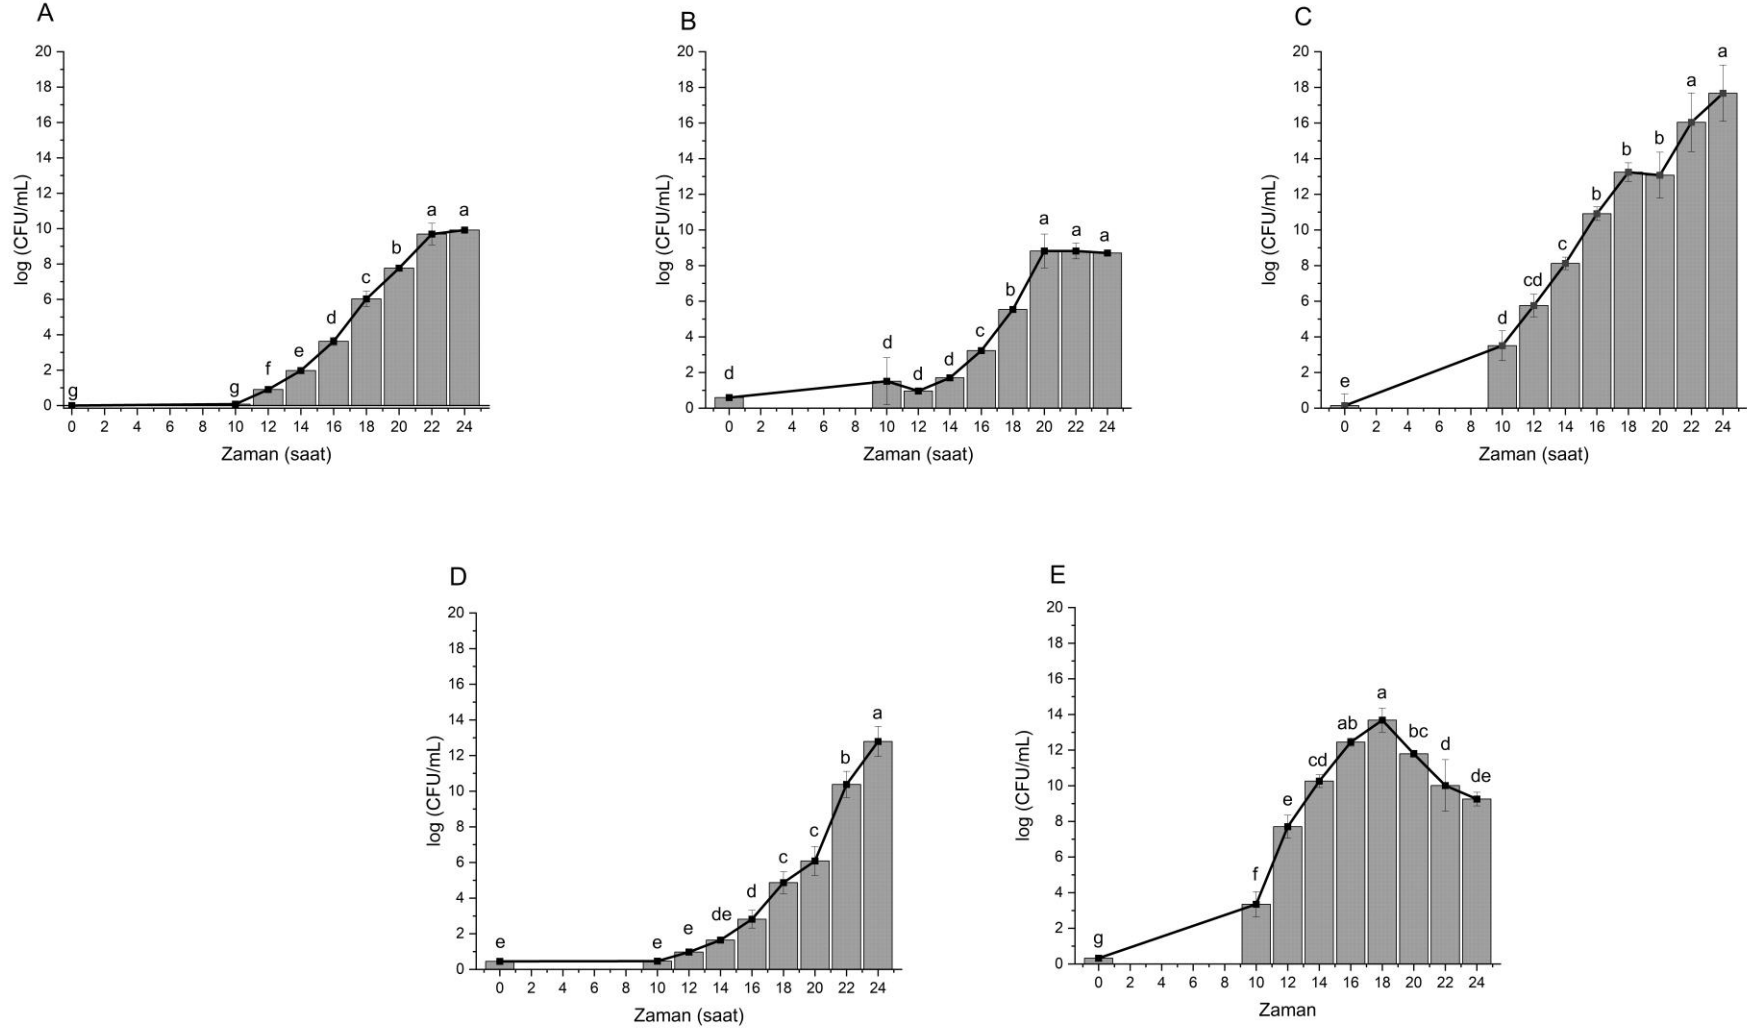 A
20
18
16
14
12
10
8
6
4
2
0
log (CFU/mL)
g
g
f
e
d
c
b
a
a
0 2 4 6 8 10 12 14 16 18 20 22 24
Zaman (saat)
B
20
18
16
14
12
10
8
6
4
2
0
log (CFU/mL)
d
d
d
d
c
b
a
a
a
0 2 4 6 8 10 12 14 16 18 20 22 24
Zaman (saat)
C
20
18
16
14
12
10
8
6
4
2
0
log (CFU/mL)
e
d
cd
c
b
b
b
a
a
0 2 4 6 8 10 12 14 16 18 20 22 24
Zaman (saat)
D
20
18
16
14
12
10
8
6
4
2
0
log (CFU/mL)
e
e
e
de
d
c
c
b
a
0 2 4 6 8 10 12 14 16 18 20 22 24
Zaman (saat)
E
20
18
16
14
12
10
8
6
4
2
0
log (CFU/mL)
g
f
e
cd
ab
a
bc
d
de
0 2 4 6 8 10 12 14 16 18 20 22 24
Zaman